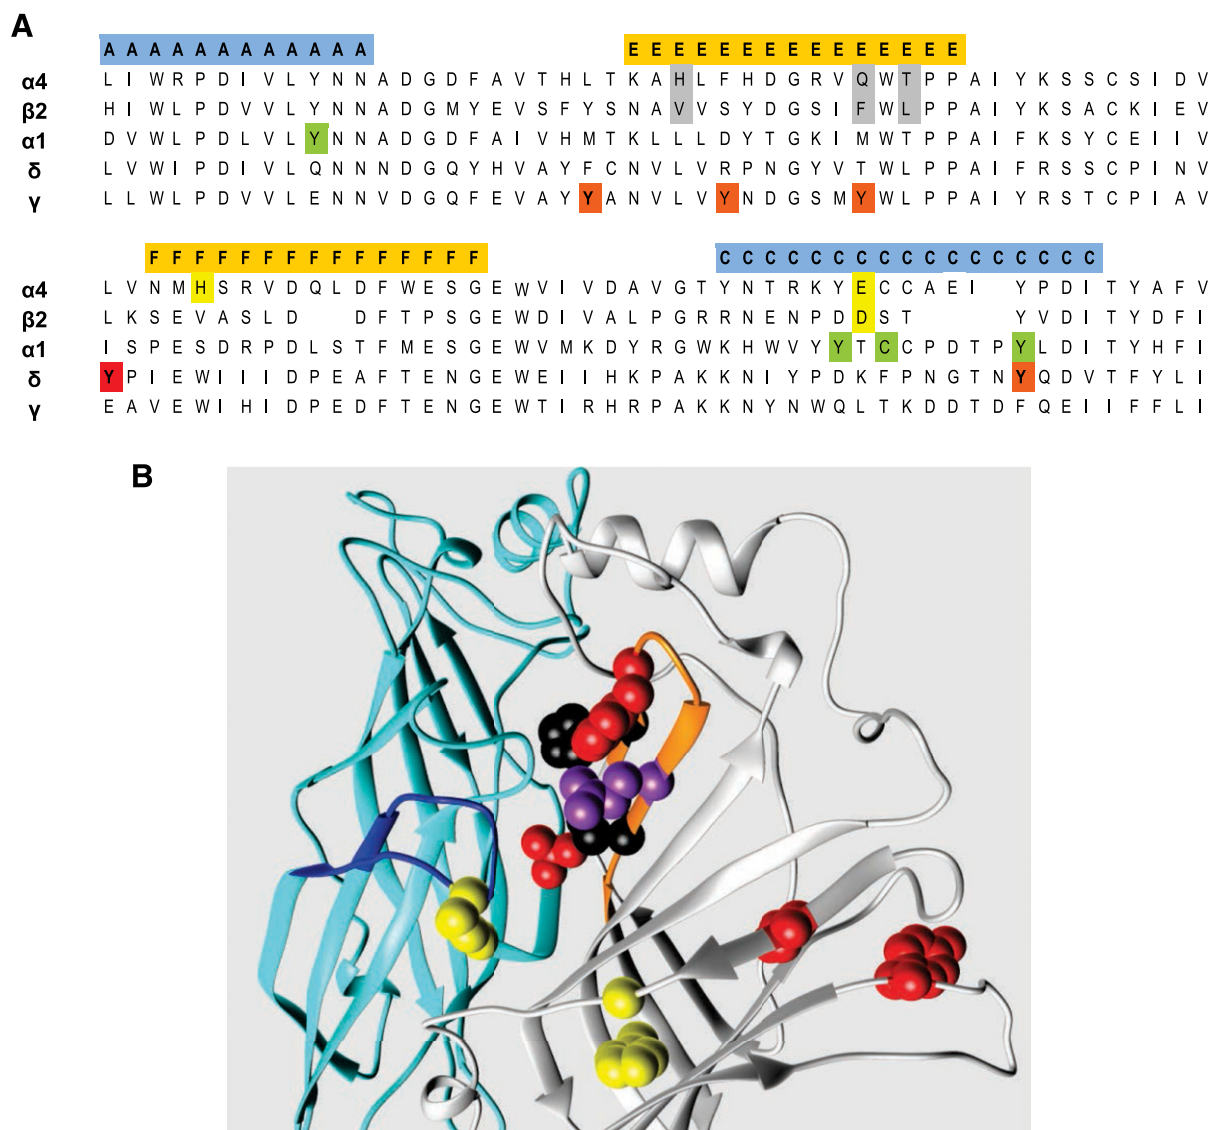 A
A A A A A A A A A A A A E E E E E E E E E E E E E E E
α4 L I W R P D I V L Y N N A D G D F A V T H L T K A H L F H D G R V Q W T P P A I Y K S S C S I D V
β2 H I W L P D V V L Y N N A D G M Y E V S F Y S N A V V S Y D G S I F W L P P A I Y K S A C K I E V
α1 D V W L P D L V L Y N N A D G D F A I V H M T K L L L D Y T G K I M W T P P A I F K S Y C E I I V
δ L V W I P D I V L Q N N N D G Q Y H V A Y F C N V L V R P N G Y V T W L P P A I F R S S C P I N V
γ L L W L P D V V L E N N V D G Q F E V A Y Y A N V L V Y N D G S M Y W L P P A I Y R S T C P I A V
F F F F F F F F F F F F F F F C C C C C C C C C C C C C C C C C
α4 L V N M H S R V D Q L D F W E S G E W V I V D A V G T Y N T R K Y E C C A E I Y P D I T Y A F V
β2 L K S E V A S L D D F T P S G E W D I V A L P G R R N E N P D D S T Y V D I T Y D F I
α1 I S P E S D R P D L S T F M E S G E W V M K D Y R G W K H W V Y Y T C C P D T P Y L D I T Y H F I
δ Y P I E W I I I D P E A F T E N G E W E I I H K P A K K N I Y P D K F P N G T N Y Q D V T F Y L I
γ E A V E W I H I D P E D F T E N G E W T I R H R P A K K N Y N W Q L T K D D T D F Q E I I F F L I
B